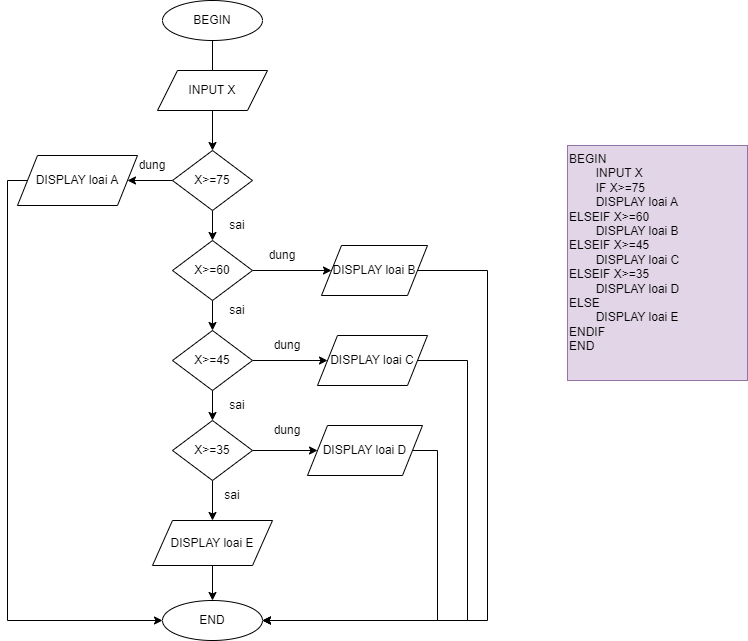 BEGIN
INPUT X
X>=75
dung
DISPLAY loai A
sai
X>=60
dung
DISPLAY loai B
sai
X>=45
dung
DISPLAY loai C
sai
X>=35
dung
DISPLAY loai D
sai
DISPLAY loai E
END
BEGIN
INPUT X
IF X>=75
DISPLAY loai A
ELSEIF X>=60
DISPLAY loai B
ELSEIF X>=45
DISPLAY loai C
ELSEIF X>=35
DISPLAY loai D
ELSE
DISPLAY loai E
ENDIF
END